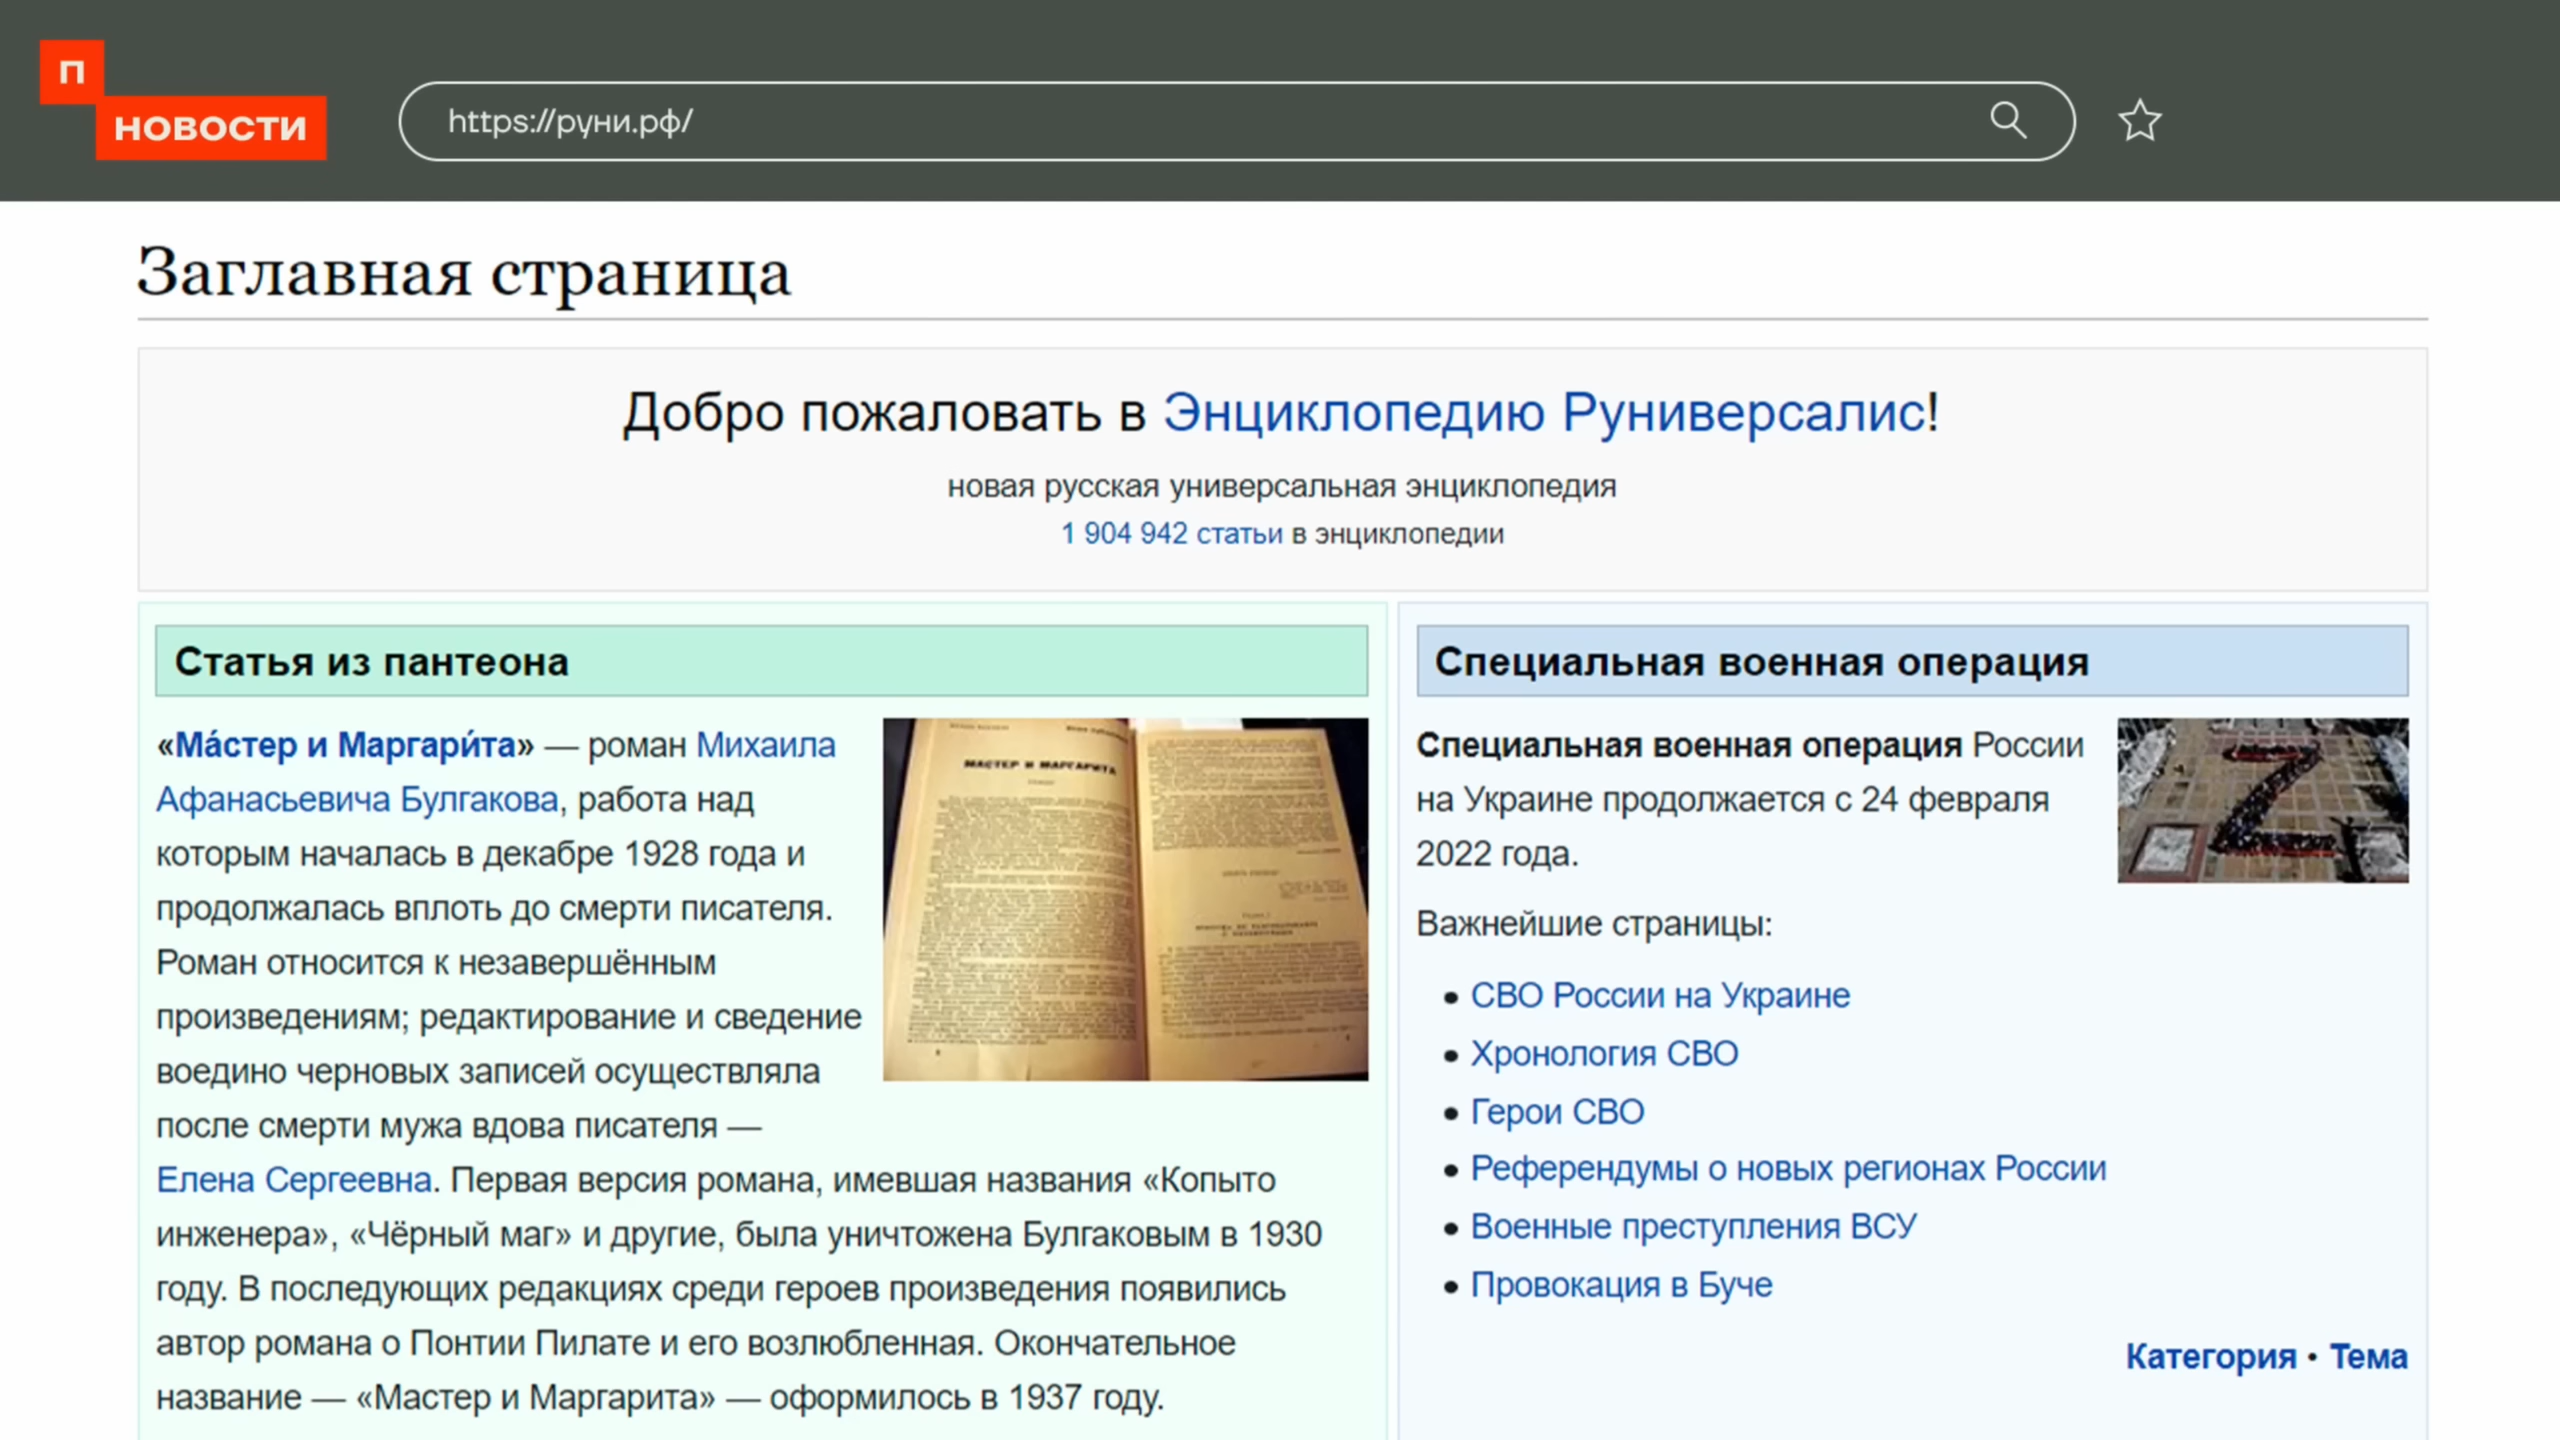 П
НОВОСТИ
https://руни.рф/
Заглавная страница
Добро пожаловать в Энциклопедию Руниверсалис!
новая русская универсальная энциклопедия
1 904 942 статьи в энциклопедии
Статья из пантеона
«Ма́стер и Маргари́та» — роман Михаила
Афанасьевича Булгакова, работа над
которым началась в декабре 1928 года и
продолжалась вплоть до смерти писателя.
Роман относится к незавершённым
произведениям; редактирование и сведение
воедино черновых записей осуществляла
после смерти мужа вдова писателя —
Елена Сергеевна. Первая версия романа, имевшая названия «Копыто
инженера», «Чёрный маг» и другие, была уничтожена Булгаковым в 1930
году. В последующих редакциях среди героев произведения появились
автор романа о Понтии Пилате и его возлюбленная. Окончательное
название — «Мастер и Маргарита» — оформилось в 1937 году.
МАСТЕР И МАРГАРИТА
Специальная военная операция
Специальная военная операция России
на Украине продолжается с 24 февраля
2022 года.
Z
Важнейшие страницы:
• СВО России на Украине
• Хронология СВО
• Герои СВО
• Референдумы о новых регионах России
• Военные преступления ВСУ
• Провокация в Буче
Категория • Тема